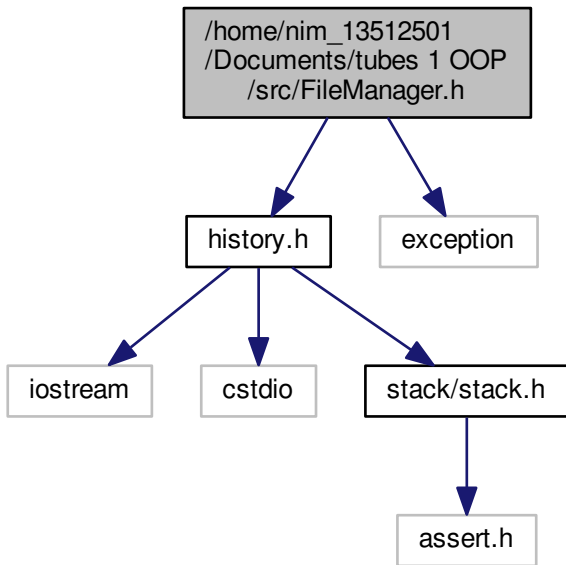 /home/nim_13512501
/Documents/tubes 1 OOP
/src/FileManager.h
history.h
exception
iostream
cstdio
stack/stack.h
assert.h